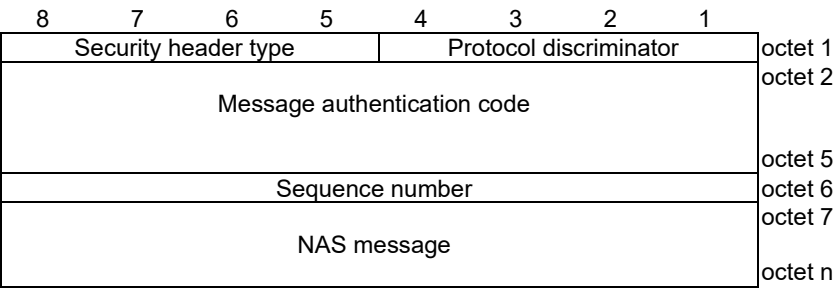 8 7 6 5 4 3 2 1
Security header type Protocol discriminator octet 1
octet 2
Message authentication code
octet 5
Sequence number octet 6
octet 7
NAS message
octet n